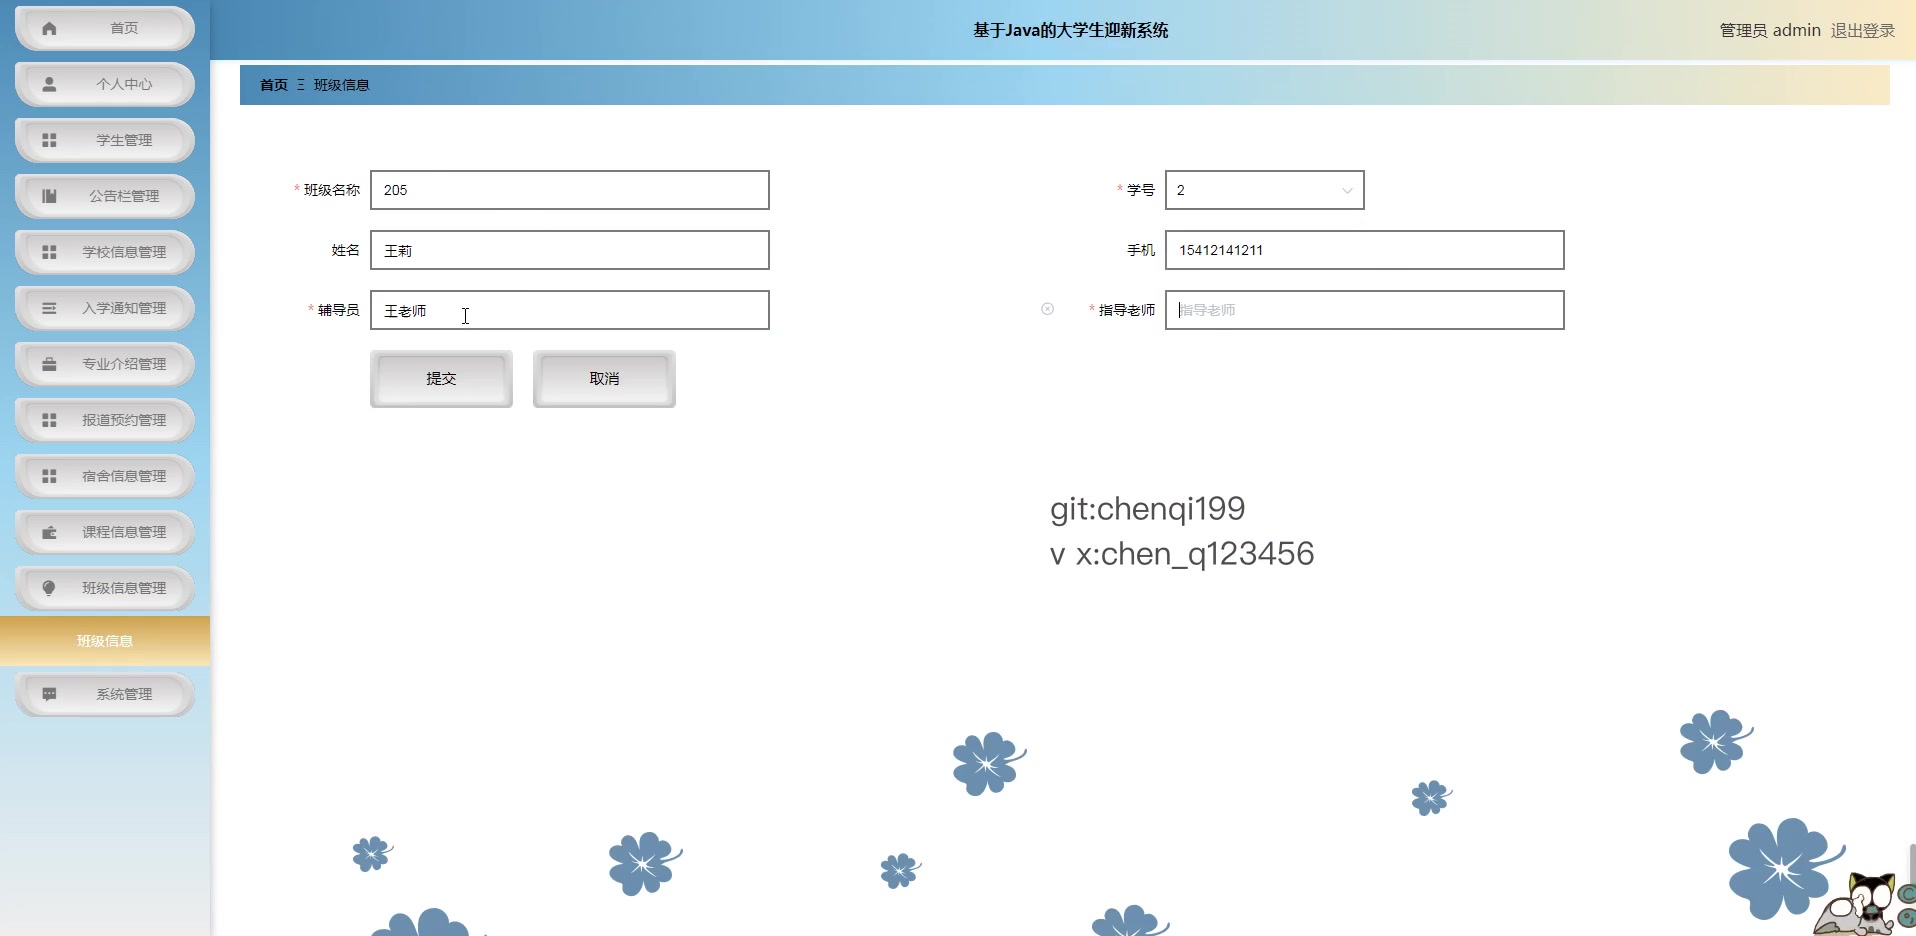 首页
个人中心
学生管理
公告栏管理
学校信息管理
入学通知管理
专业介绍管理
报道预约管理
宿舍信息管理
课程信息管理
班级信息管理
班级信息
系统管理
基于Java的大学生迎新系统
管理员 admin 退出登录
首页 Ξ 班级信息
* 班级名称 205
* 学号 2
姓名 王莉
手机 15412141211
* 辅导员 王老师
* 指导老师 指导老师
提交 取消
git:chenqi199
v x:chen_q123456